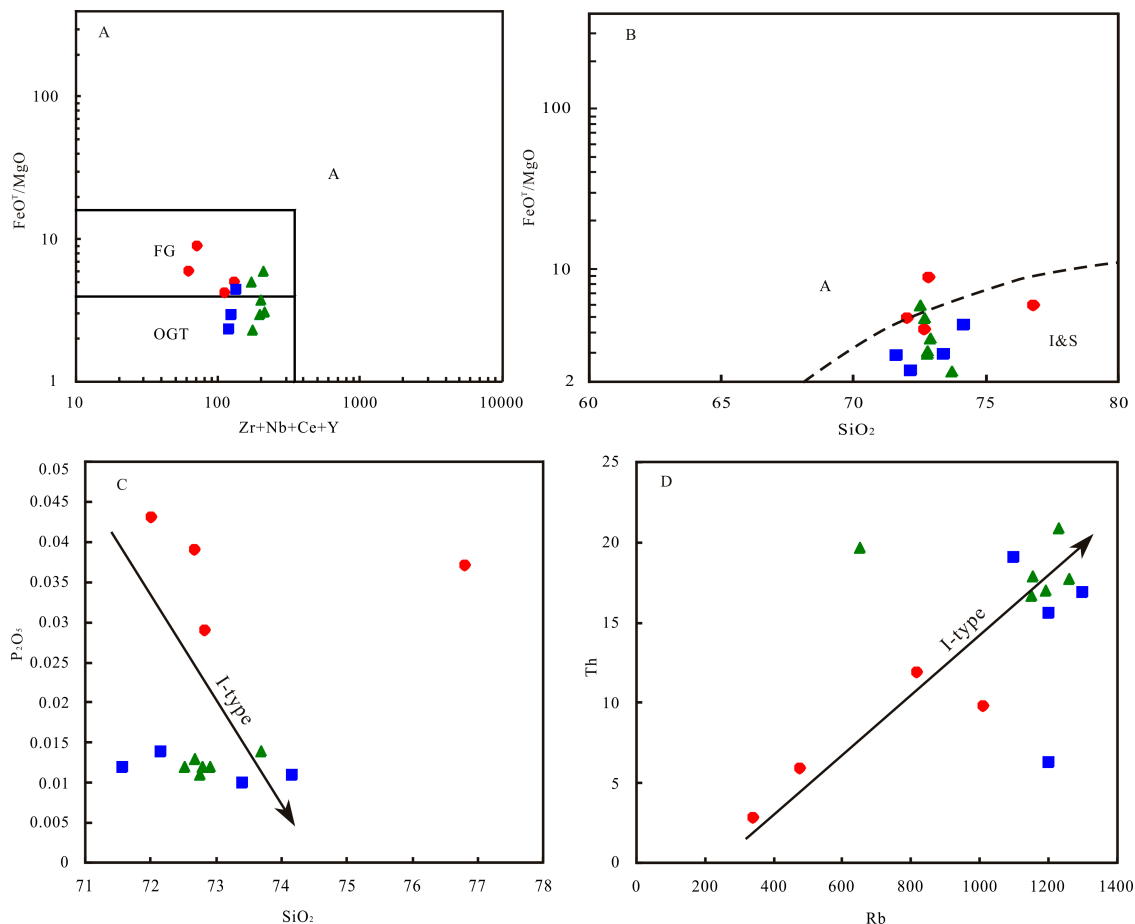 A
FeOᵀ/MgO
100
10
1
A
FG
OGT
10 100 1000 10000
Zr+Nb+Ce+Y
B
FeOᵀ/MgO
100
10
2
A
I&S
60 65 70 75 80
SiO₂
C
P₂O₅
0.05
0.045
0.04
0.035
0.03
0.025
0.02
0.015
0.01
0.005
0
I-type
71 72 73 74 75 76 77 78
SiO₂
D
Th
25
20
15
10
5
0
I-type
0 200 400 600 800 1000 1200 1400
Rb